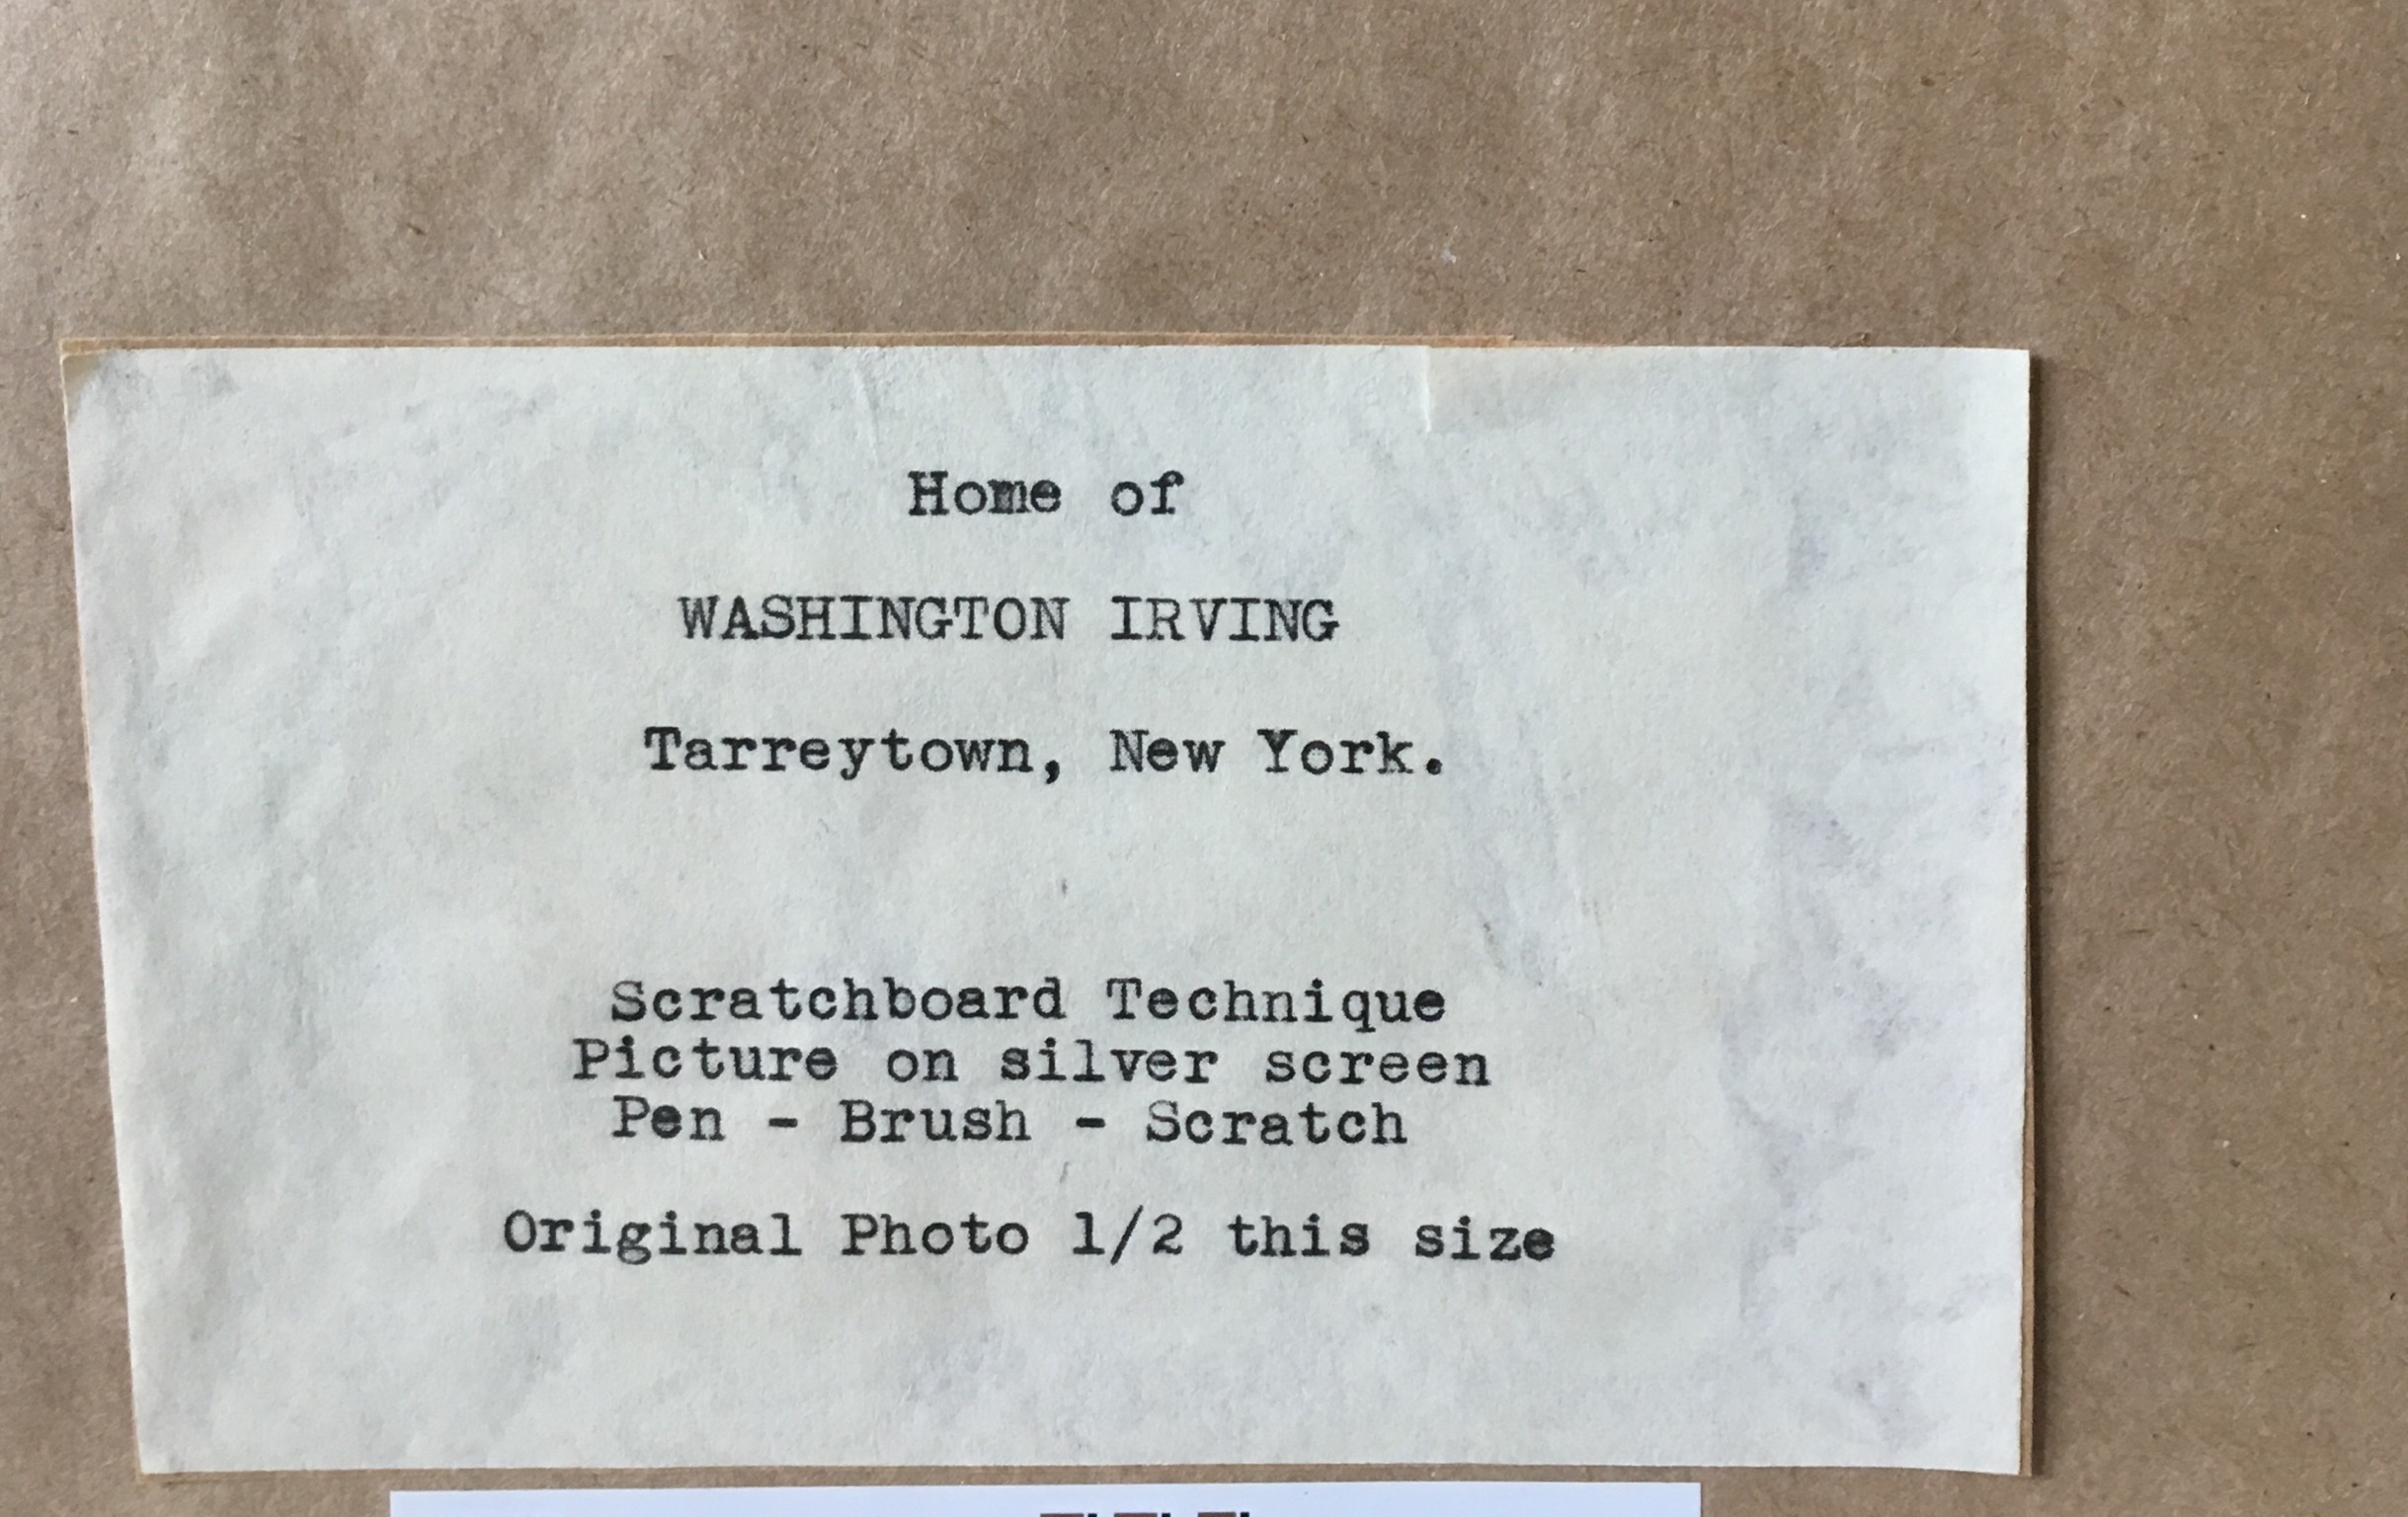 Home of
WASHINGTON IRVING
Tarreytown, New York.
Scratchboard Technique
Picture on silver screen
Pen - Brush - Scratch
Original Photo 1/2 this size